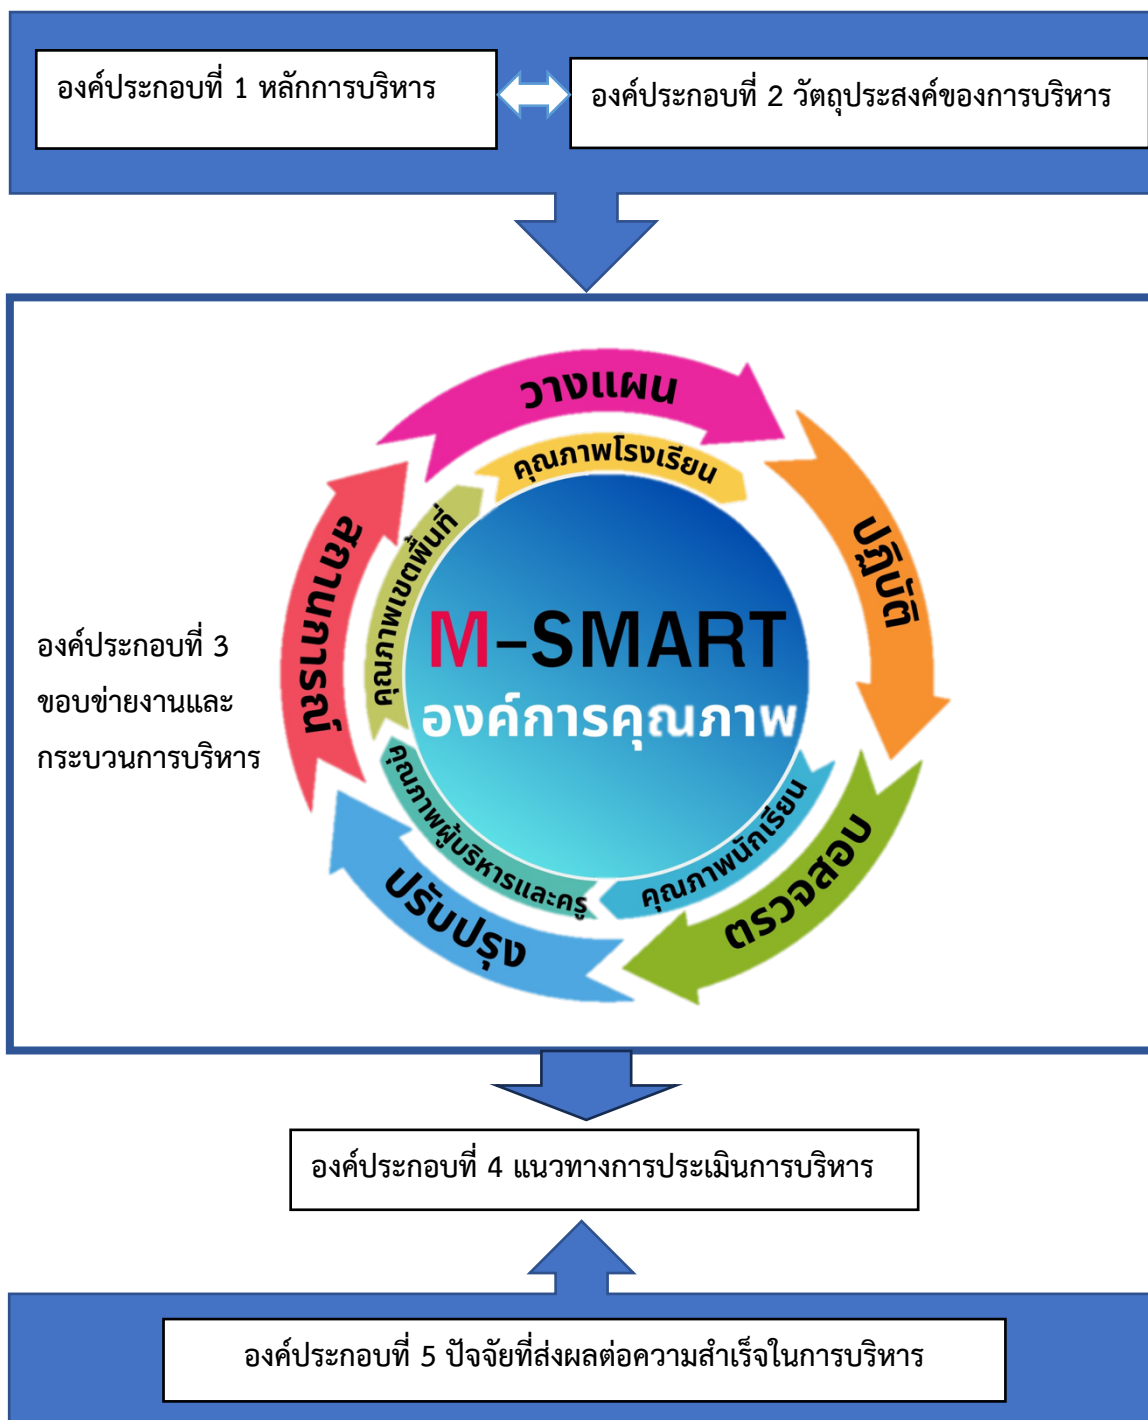 องค์ประกอบที่ 1 หลักการบริหาร
องค์ประกอบที่ 2 วัตถุประสงค์ของการบริหาร
องค์ประกอบที่ 3
ขอบข่ายงานและ
กระบวนการบริหาร
วางแผน
ปฏิบัติ
ตรวจสอบ
ปรับปรุง
สถานการณ์
คุณภาพโรงเรียน
คุณภาพนักเรียน
คุณภาพผู้บริหารและครู
คุณภาพเขตพื้นที่
M-SMART
องค์การคุณภาพ
องค์ประกอบที่ 4 แนวทางการประเมินการบริหาร
องค์ประกอบที่ 5 ปัจจัยที่ส่งผลต่อความสำเร็จในการบริหาร